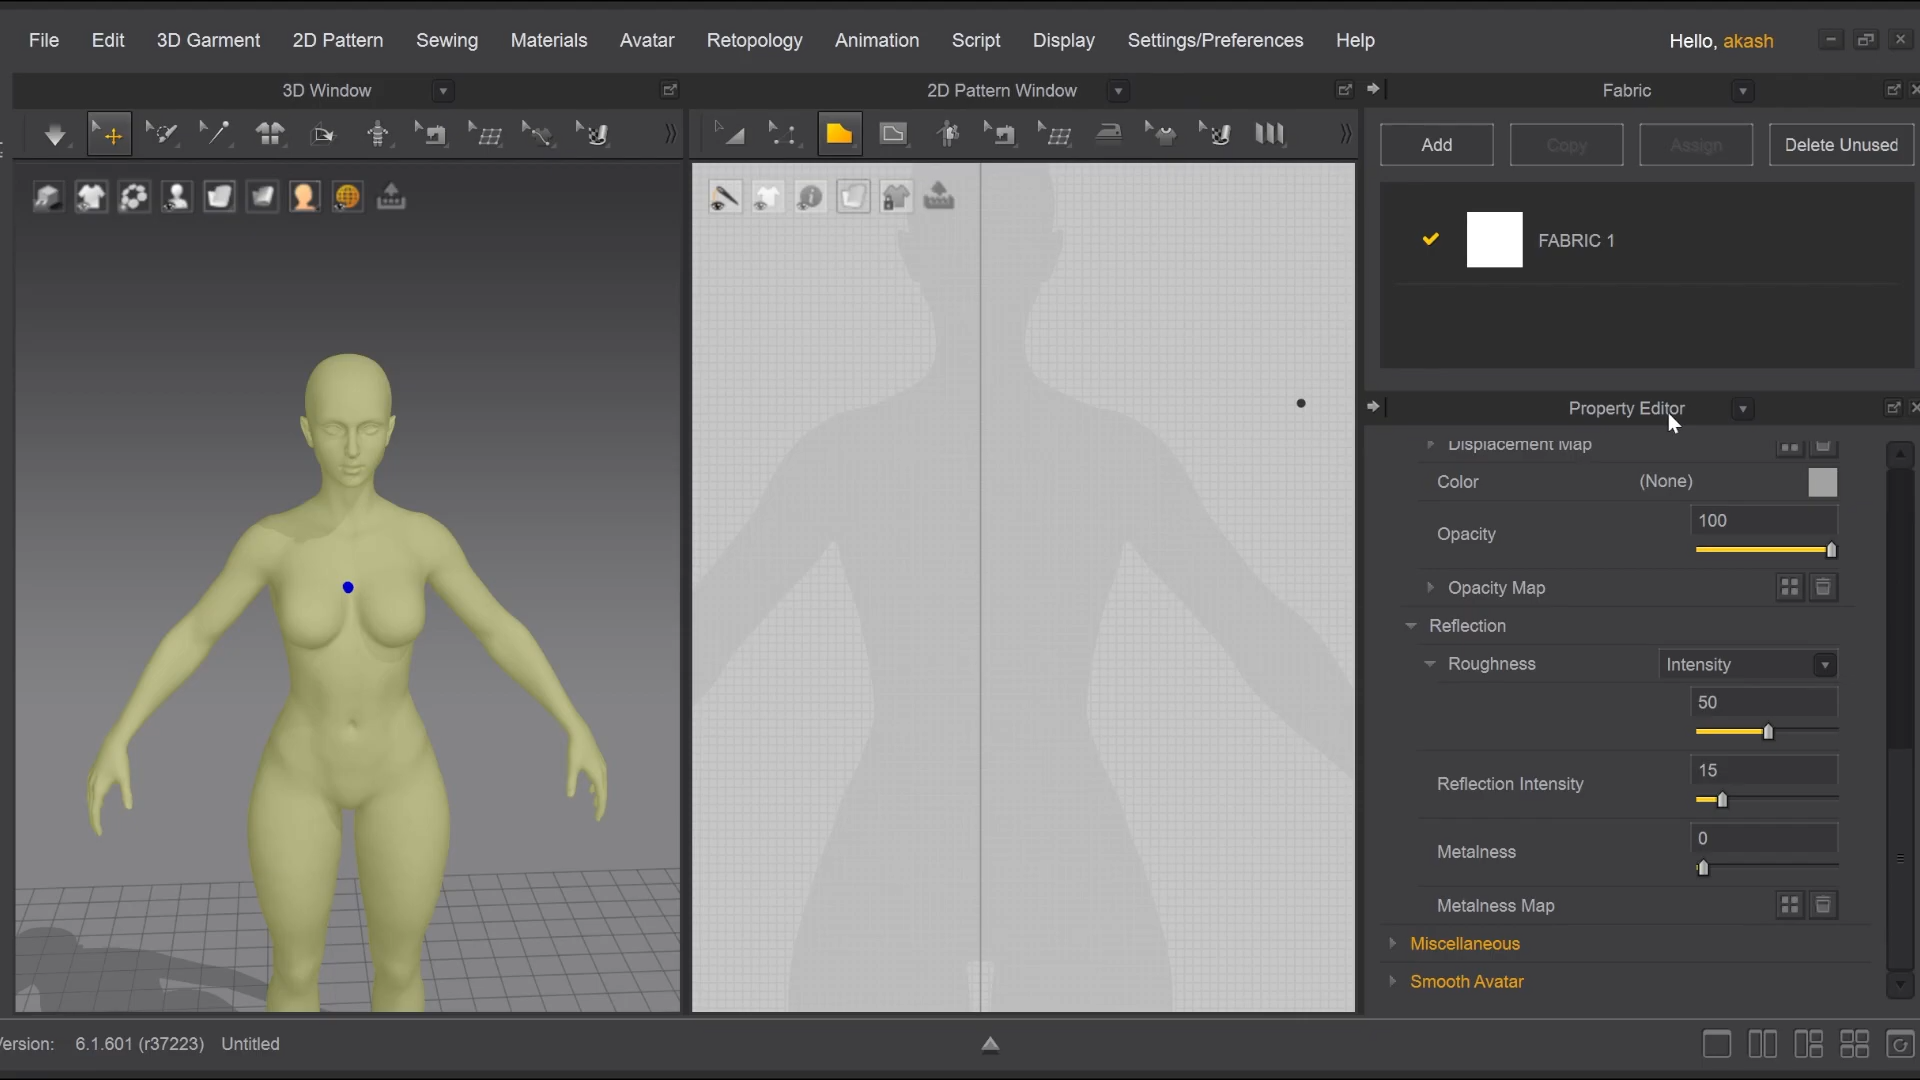 File Edit 3D Garment 2D Pattern Sewing Materials Avatar Retopology Animation Script Display Settings/Preferences Help Hello, akash
3D Window 2D Pattern Window Fabric
Add Copy Assign Delete Unused
FABRIC 1
Property Editor
Displacement Map
Color (None)
100
Opacity
Opacity Map
Reflection
Roughness Intensity
50
15
Reflection Intensity
0
Metalness
Metalness Map
Miscellaneous
Smooth Avatar
ersion: 6.1.601 (r37223) Untitled